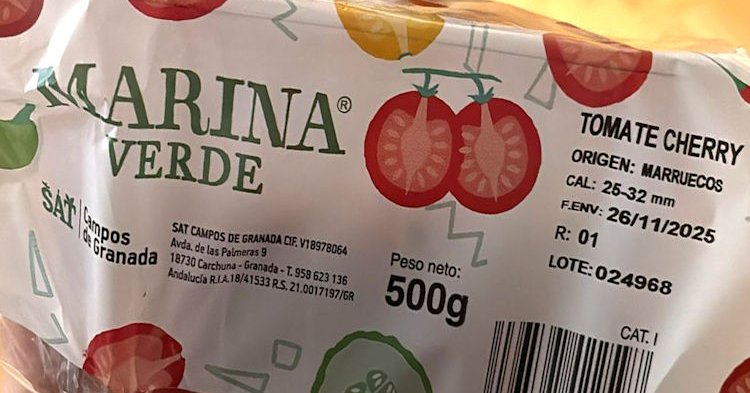 MARINA®
VERDE
SAT
Campos
de Granada
SAT CAMPOS DE GRANADA CIF. V18978064
Avda. de las Palmeras 9
18730 Carchuna - Granada - T. 958 623 136
Andalucía R.I.A.18/41533 R.S. 21.0017197/GR
Peso neto:
500g
TOMATE CHERRY
ORIGEN: MARRUECOS
CAL: 25-32 mm
F.ENV: 26/11/2025
R: 01
LOTE: 024968
CAT. I